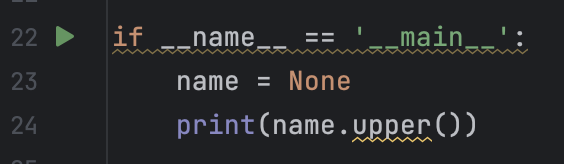 22 if __name__ == '__main__':
23 name = None
24 print(name.upper())